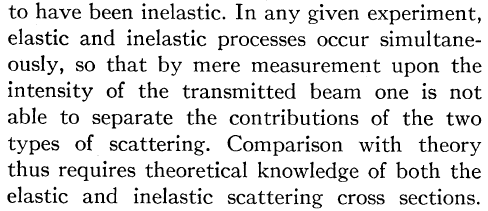 to have been inelastic. In any given experiment,
elastic and inelastic processes occur simultane-
ously, so that by mere measurement upon the
intensity of the transmitted beam one is not
able to separate the contributions of the two
types of scattering. Comparison with theory
thus requires theoretical knowledge of both the
elastic and inelastic scattering cross sections.